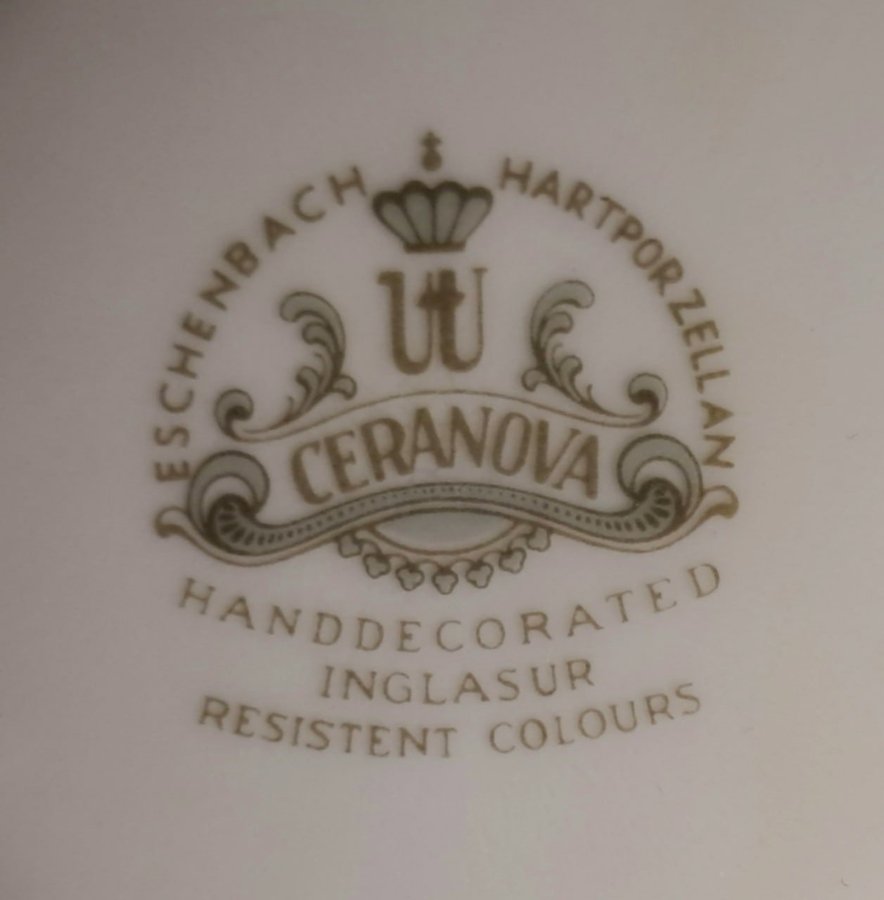 ESCHENBACH HARTPORZELLAN
CERANOVA
HANDDECORATED
INGLASUR
RESISTENT COLOURS